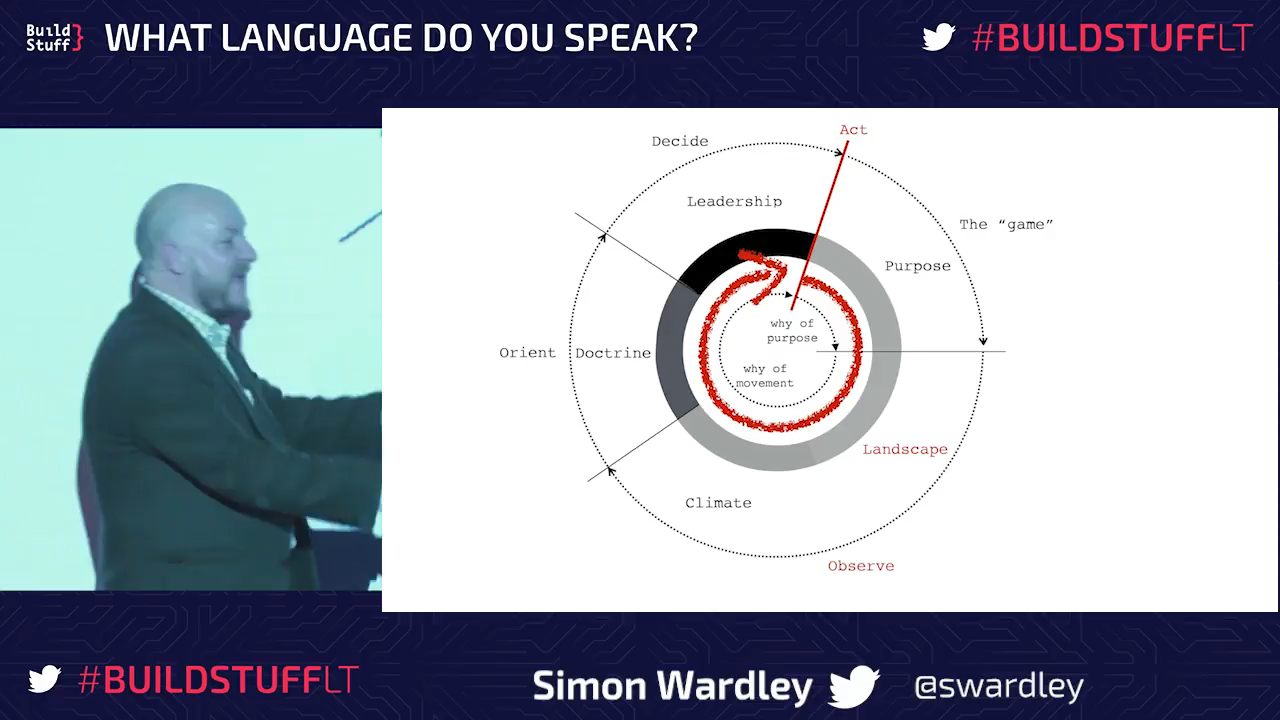 Build
Stuff}
WHAT LANGUAGE DO YOU SPEAK?
#BUILDSTUFFLT
Act
Decide
Leadership
The “game”
Purpose
why of
purpose
Orient
Doctrine
why of
movement
Landscape
Climate
Observe
#BUILDSTUFFLT
Simon Wardley
@swardley